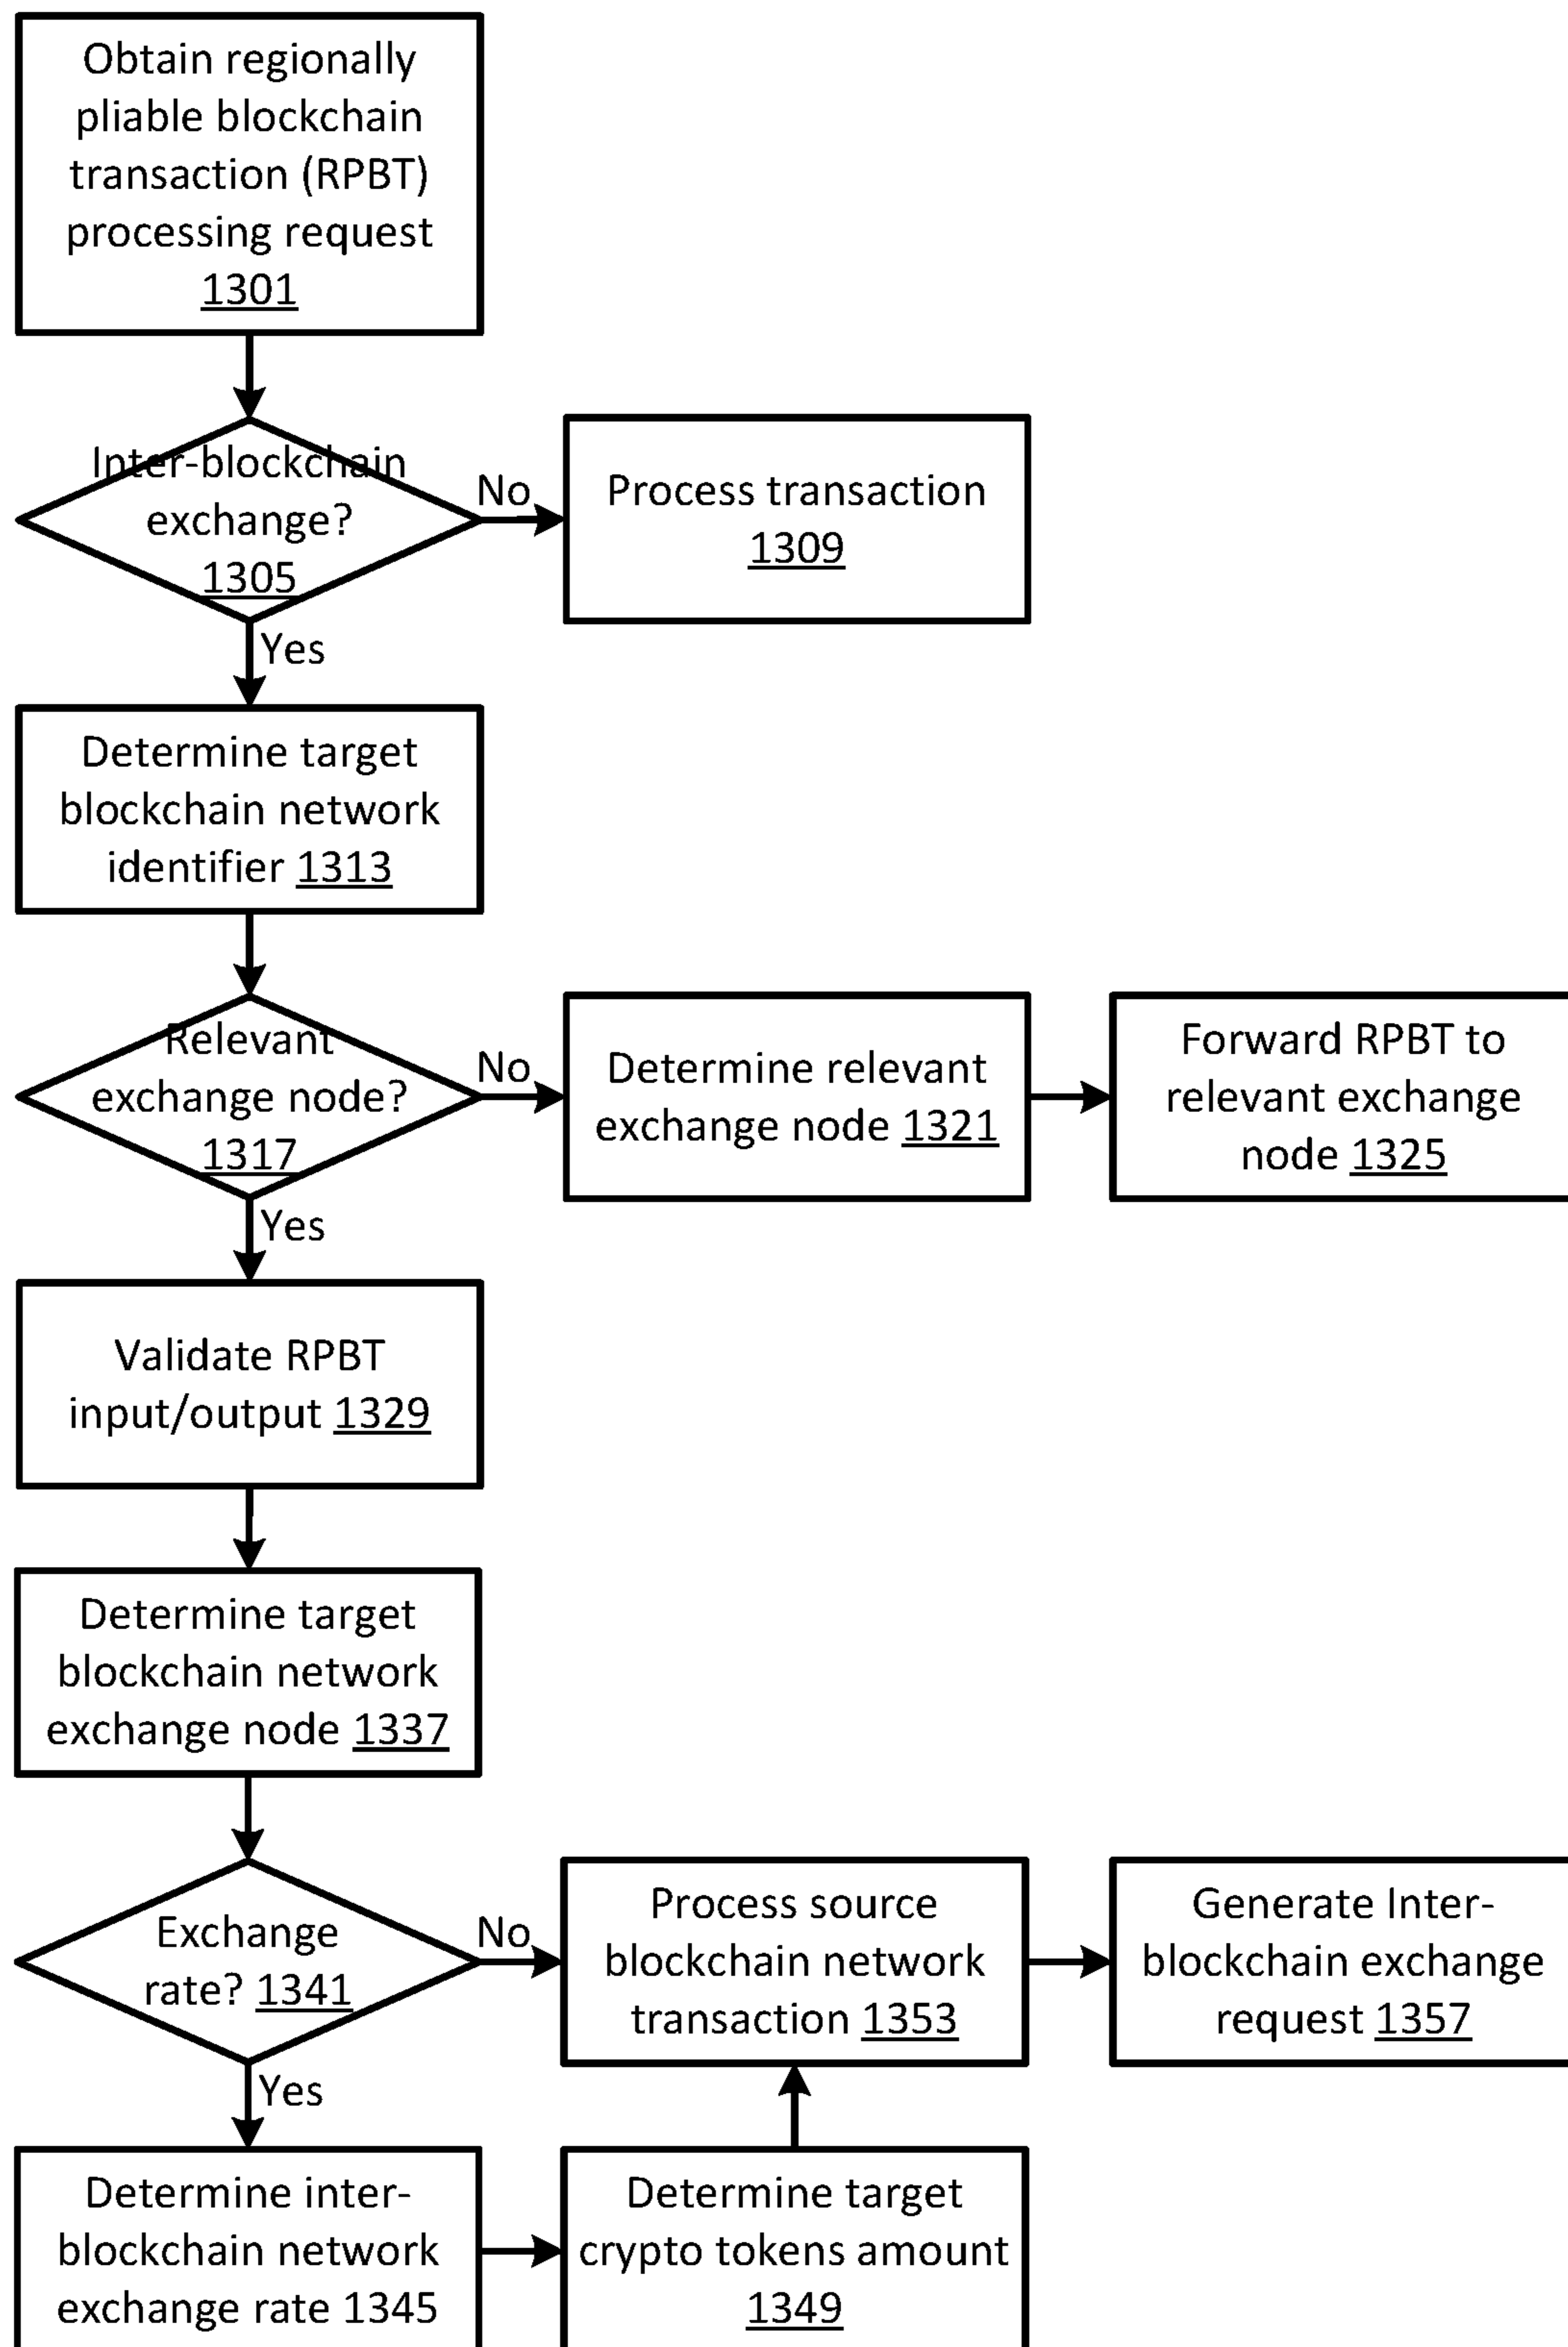 Obtain regionally
pliable blockchain
transaction (RPBT)
processing request
1301
Inter-blockchain
exchange?
1305
No
Process transaction
1309
Yes
Determine target
blockchain network
identifier 1313
Relevant
exchange node?
1317
No
Determine relevant
exchange node 1321
Forward RPBT to
relevant exchange
node 1325
Yes
Validate RPBT
input/output 1329
Determine target
blockchain network
exchange node 1337
Exchange
rate? 1341
No
Process source
blockchain network
transaction 1353
Generate Inter-
blockchain exchange
request 1357
Yes
Determine inter-
blockchain network
exchange rate 1345
Determine target
crypto tokens amount
1349